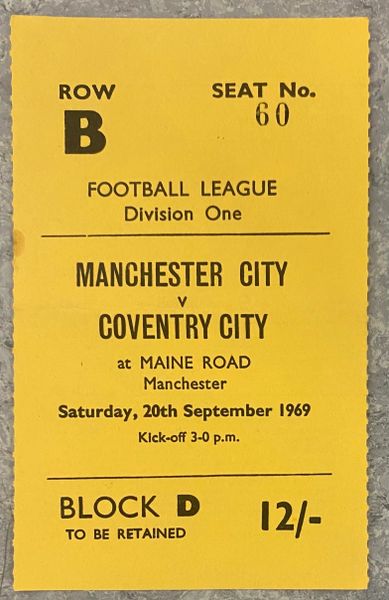 ROW SEAT No.
B 60
FOOTBALL LEAGUE
Division One
MANCHESTER CITY
v
COVENTRY CITY
at MAINE ROAD
Manchester
Saturday, 20th September 1969
Kick-off 3-0 p.m.
BLOCK D 12/-
TO BE RETAINED